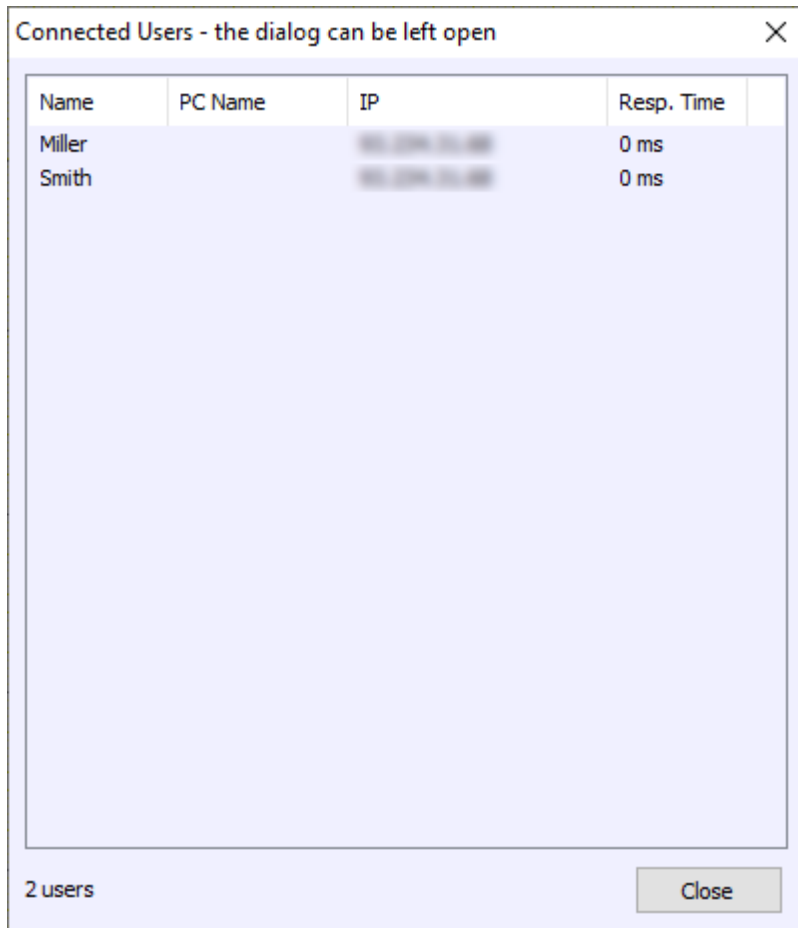 Connected Users - the dialog can be left open
Name PC Name IP Resp. Time
Miller 0 ms
Smith 0 ms
2 users Close